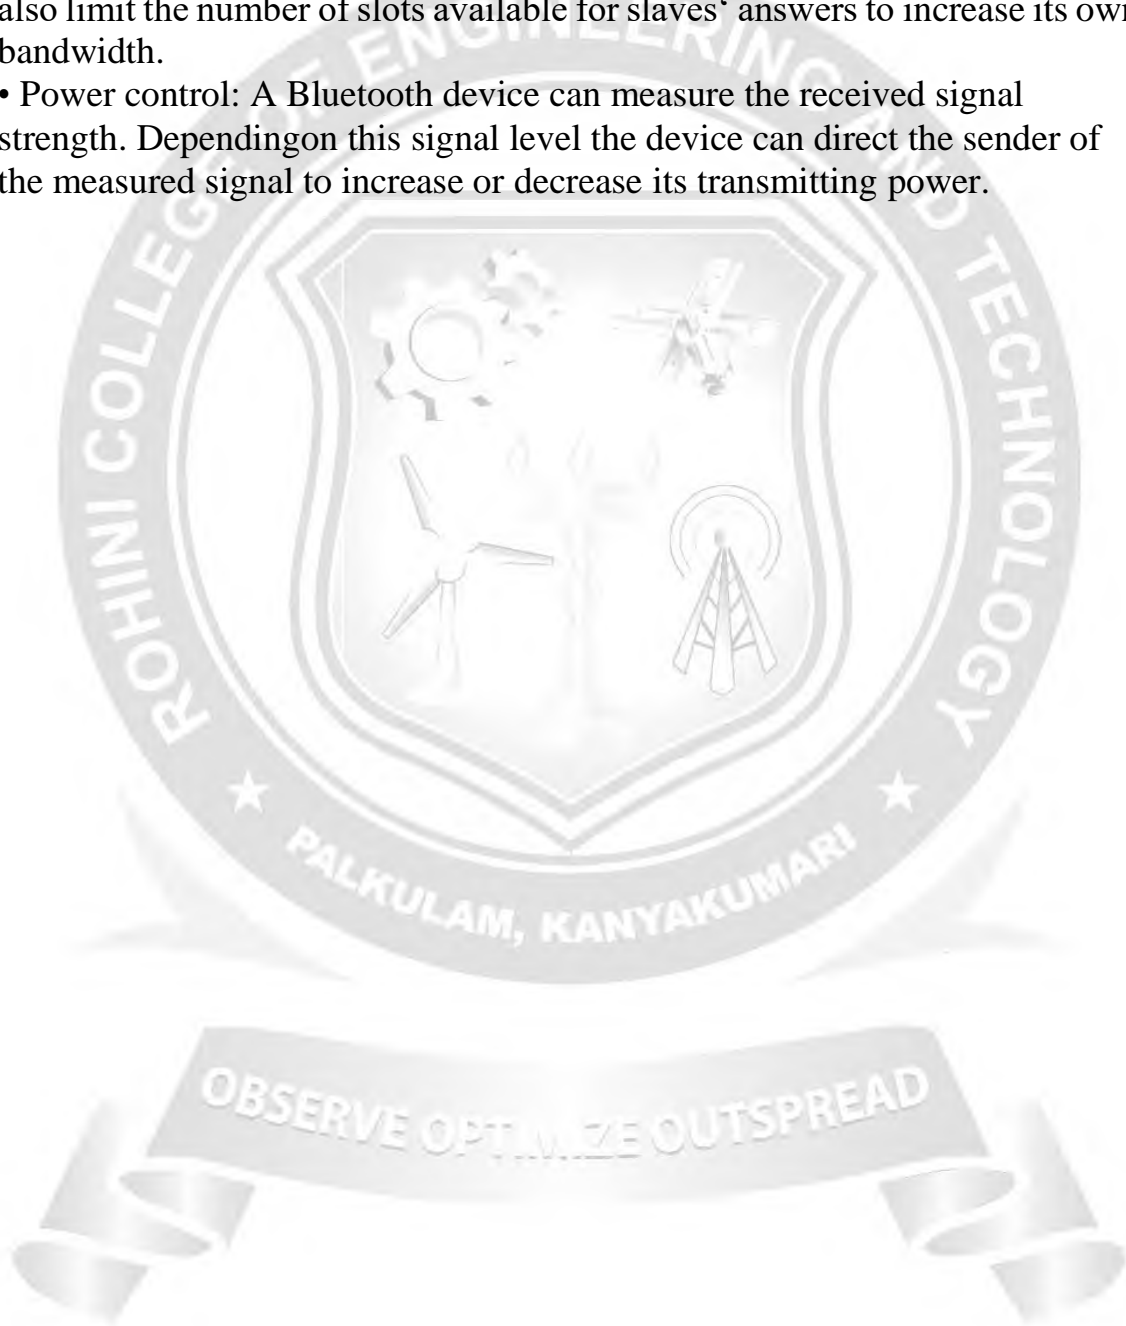 also limit the number of slots available for slaves‘ answers to increase its own
bandwidth.
• Power control: A Bluetooth device can measure the received signal
strength. Dependingon this signal level the device can direct the sender of
the measured signal to increase or decrease its transmitting power.
ROHINI COLLEGE OF ENGINEERING AND TECHNOLOGY
PALKULAM, KANYAKUMARI
OBSERVE OPTIMIZE OUTSPREAD